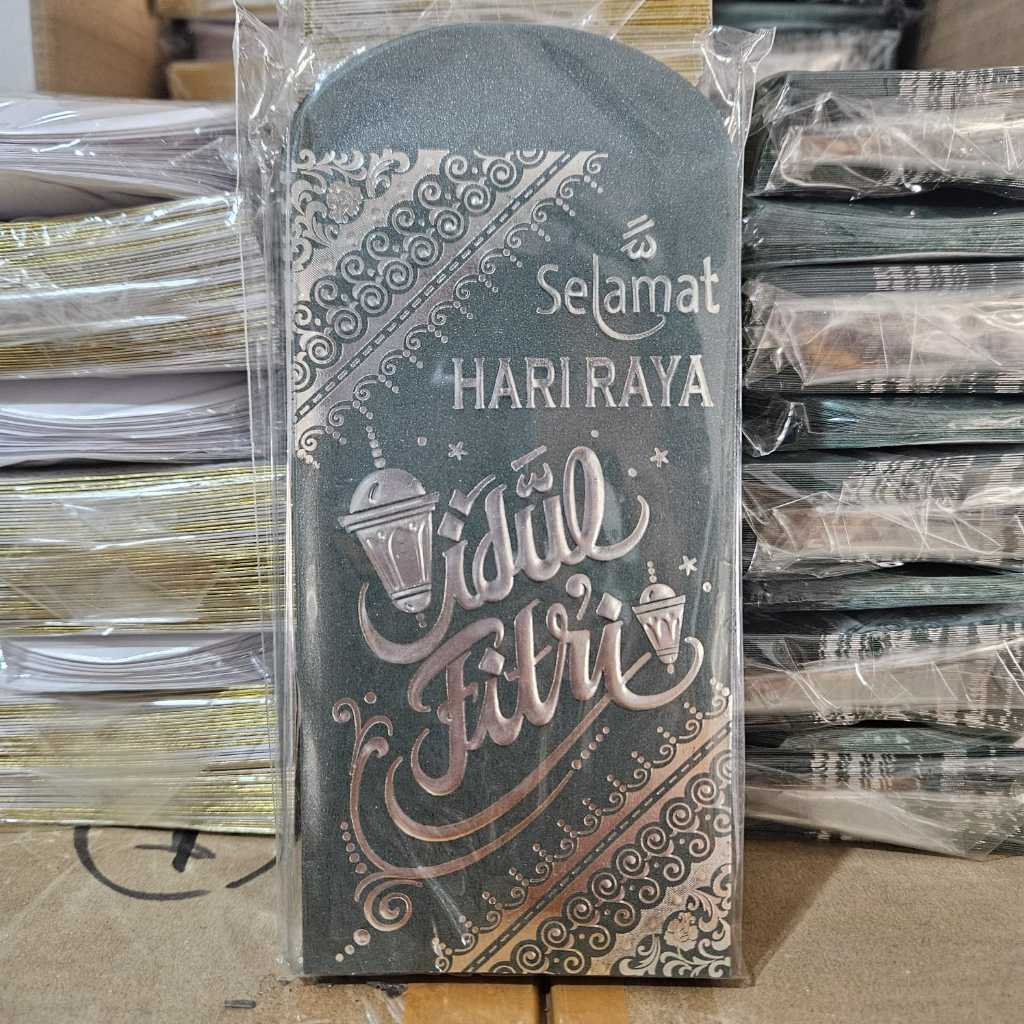 Selamat
HARI RAYA
idul
Fitri